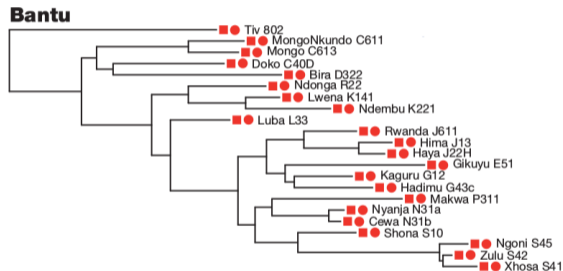 Bantu
Tiv 802
MongoNkundo C611
Mongo C613
Doko C40D
Bira D322
Ndonga R22
Lwena K141
Ndembu K221
Luba L33
Rwanda J611
Hima J13
Haya J22H
Gikuyu E51
Kaguru G12
Hadimu G43c
Makwa P311
Nyanja N31a
Cewa N31b
Shona S10
Ngoni S45
Zulu S42
Xhosa S41